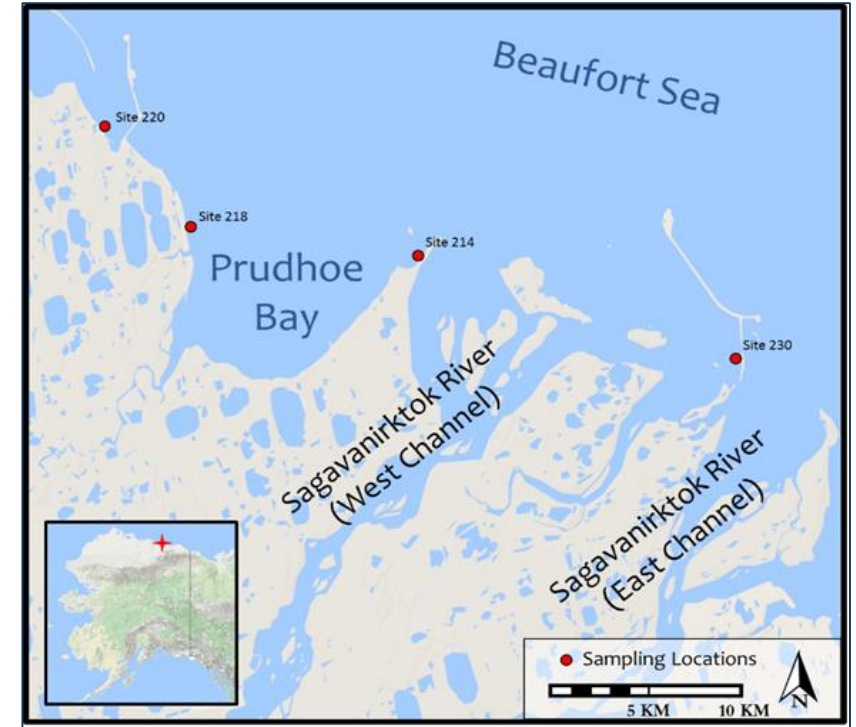 Beaufort Sea
Site 220
Site 218
Site 214
Prudhoe
Bay
Site 230
Sagavanirktok River
(West Channel)
Sagavanirktok River
(East Channel)
Sampling Locations
5 KM 10 KM
N